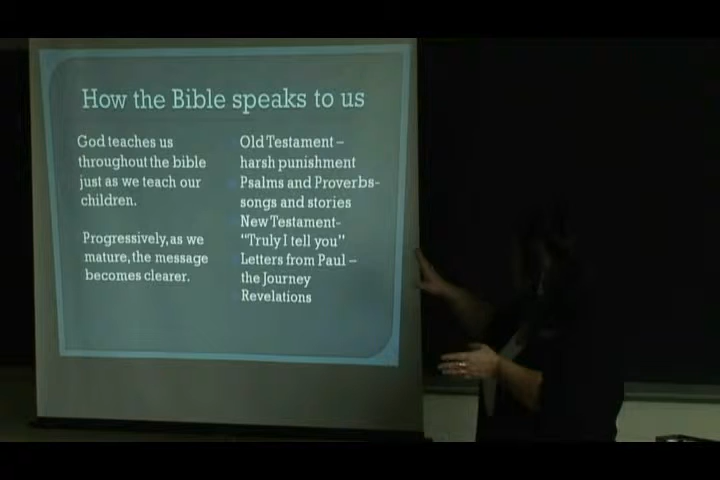 How the Bible speaks to us
God teaches us
throughout the bible
just as we teach our
children.
Progressively, as we
mature, the message
becomes clearer.
Old Testament –
harsh punishment
Psalms and Proverbs-
songs and stories
New Testament-
"Truly I tell you"
Letters from Paul –
the Journey
Revelations